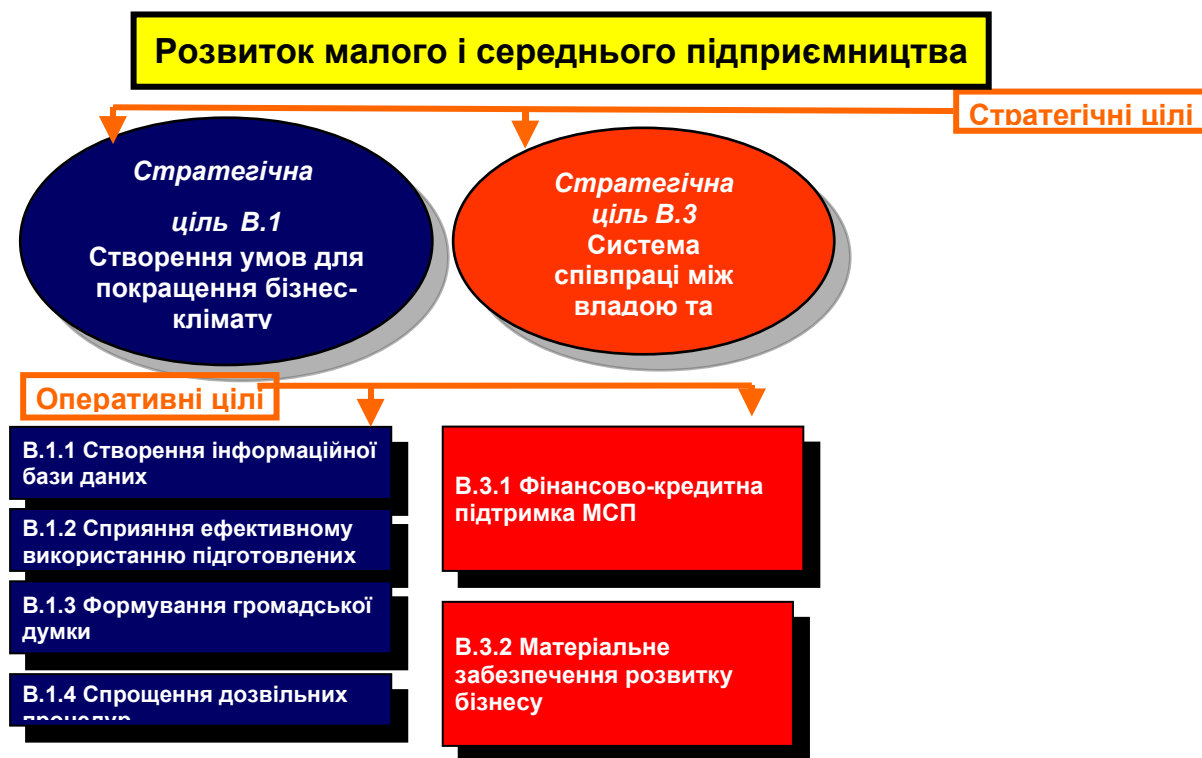 Розвиток малого і середнього підприємництва
Стратегічні цілі
Стратегічна
ціль В.1
Створення умов для
покращення бізнес-
клімату
Стратегічна
ціль В.3
Система
співпраці між
владою та
Оперативні цілі
В.1.1 Створення інформаційної
бази даних
В.1.2 Сприяння ефективному
використанню підготовлених
В.1.3 Формування громадської
думки
В.1.4 Спрощення дозвільних
процедур
В.3.1 Фінансово-кредитна
підтримка МСП
В.3.2 Матеріальне
забезпечення розвитку
бізнесу